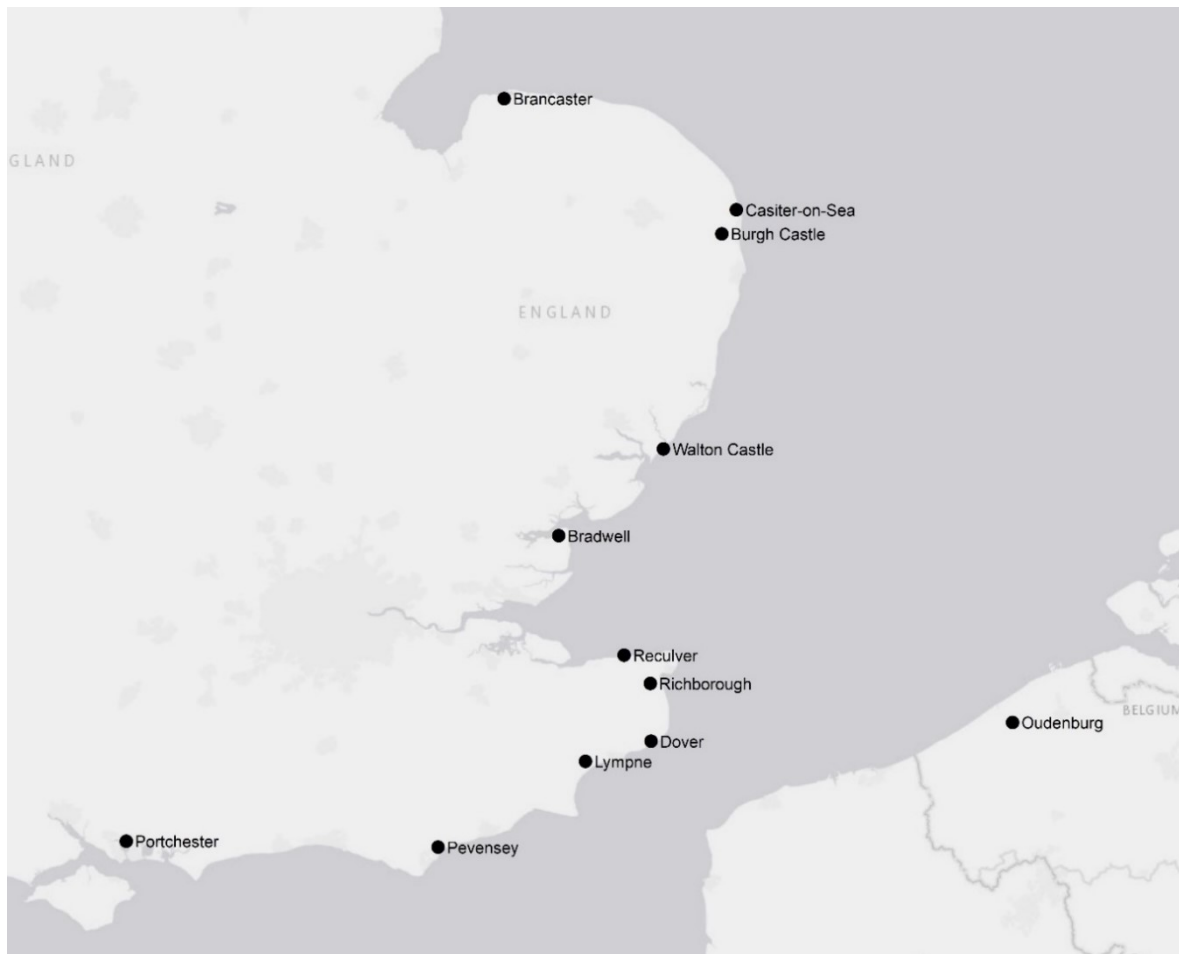 Brancaster
GLAND
Casiter-on-Sea
Burgh Castle
ENGLAND
Walton Castle
Bradwell
Reculver
Richborough
BELGIUM
Oudenburg
Dover
Lympne
Portchester
Pevensey